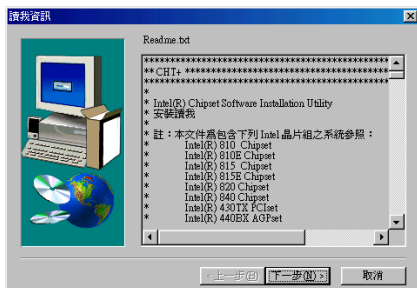 讀我資訊
Readme.txt
**************************************************
** CHT+ ******************************************
**************************************************
*
* Intel(R) Chipset Software Installation Utility
* 安裝讀我
*
* 註：本文件爲包含下列 Intel 晶片組之系統參照：
* Intel(R) 810 Chipset
* Intel(R) 810E Chipset
* Intel(R) 815 Chipset
* Intel(R) 815E Chipset
* Intel(R) 820 Chipset
* Intel(R) 840 Chipset
* Intel(R) 430TX PCIset
* Intel(R) 440BX AGPset
<上一步(B) 下一步(N)> 取消